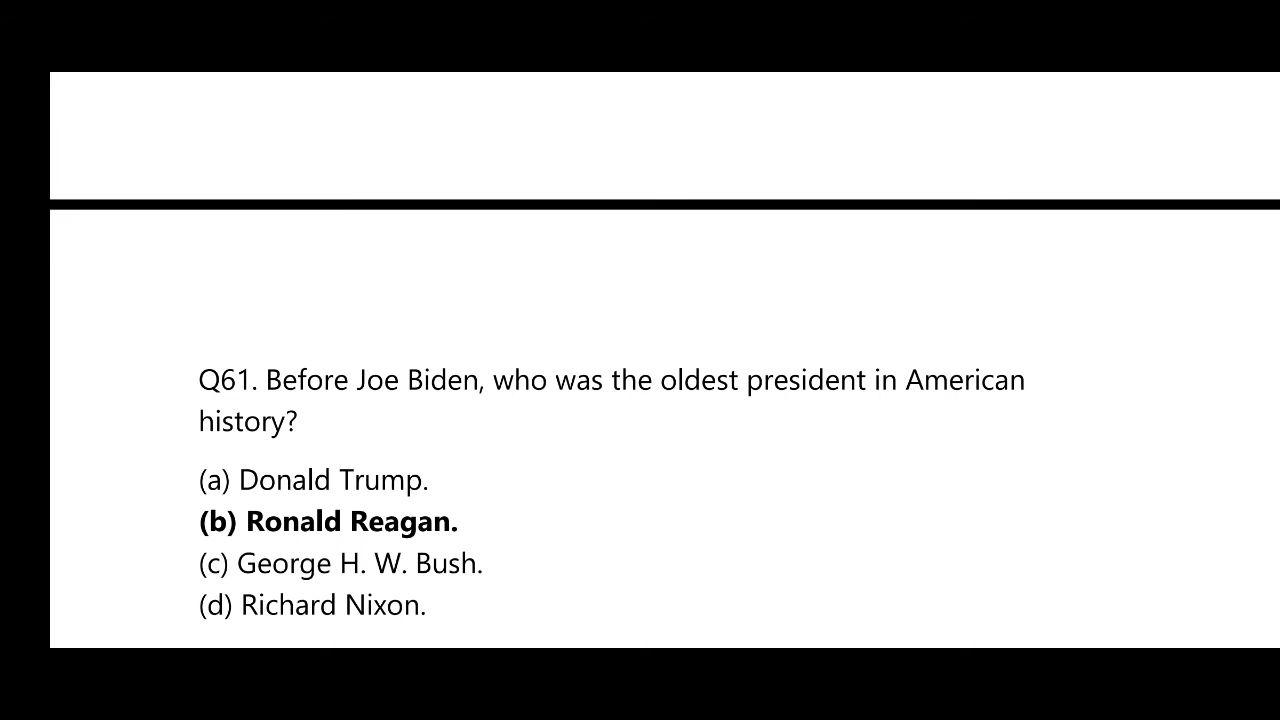 Q61. Before Joe Biden, who was the oldest president in American
history?
(a) Donald Trump.
(b) Ronald Reagan.
(c) George H. W. Bush.
(d) Richard Nixon.